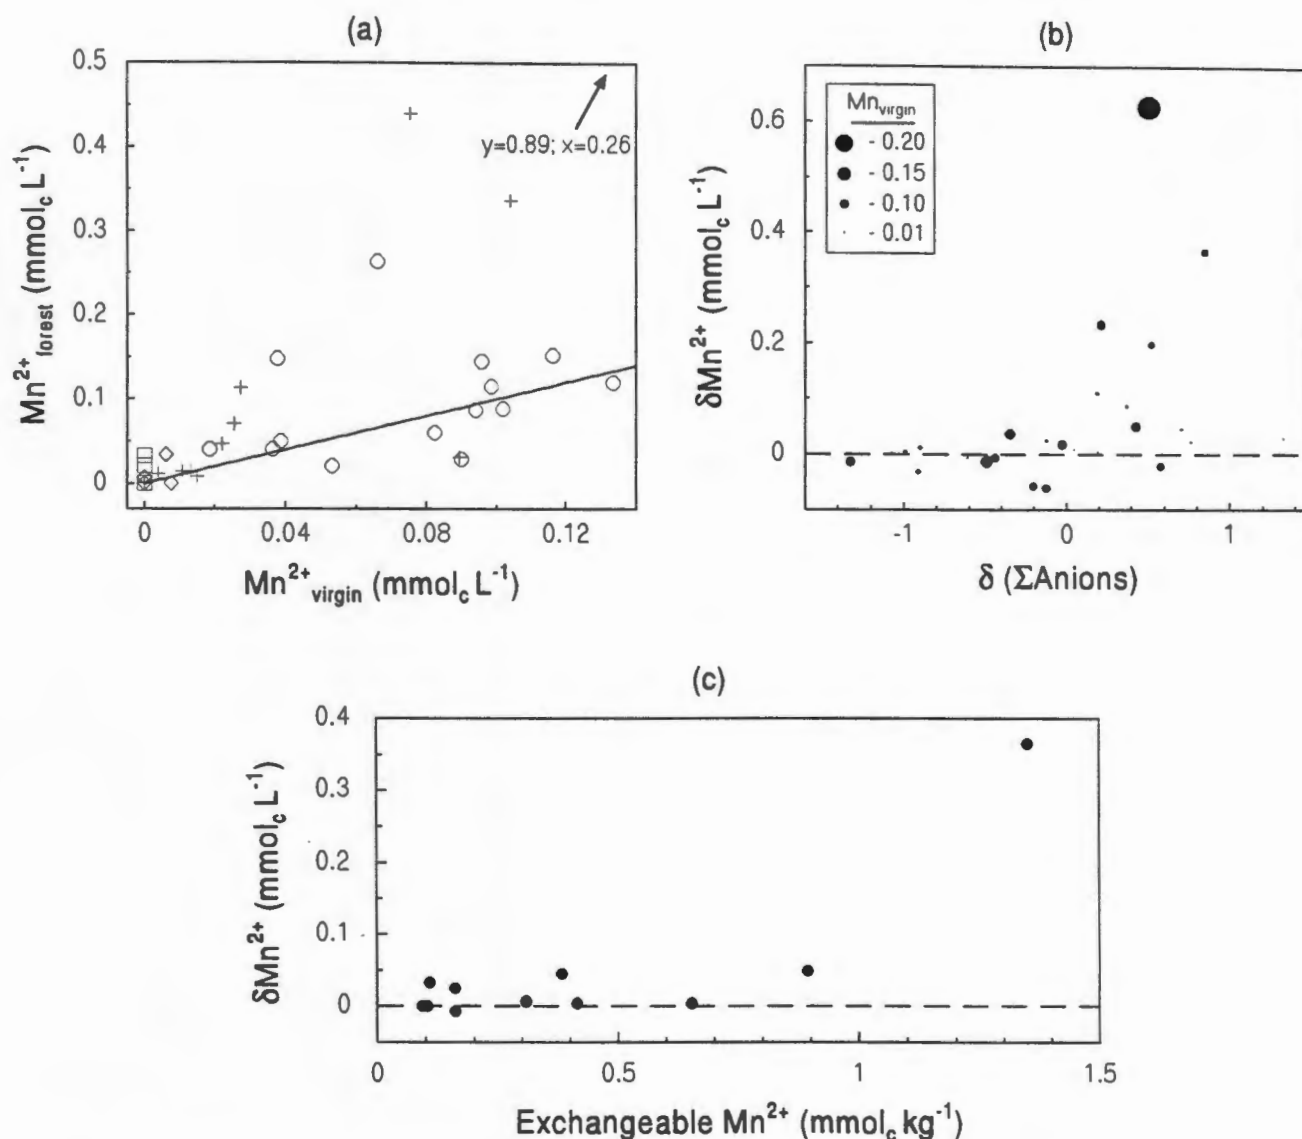 (a)
0.5
0.4
0.3
0.2
0.1
0
Mn²⁺forest (mmolc L⁻¹)
y=0.89; x=0.26
0 0.04 0.08 0.12
Mn²⁺virgin (mmolc L⁻¹)
(b)
Mnvirgin
- 0.20
- 0.15
- 0.10
- 0.01
0.6
0.4
0.2
0
δMn²⁺ (mmolc L⁻¹)
-1 0 1
δ (ΣAnions)
(c)
0.4
0.3
0.2
0.1
0
δMn²⁺ (mmolc L⁻¹)
0 0.5 1 1.5
Exchangeable Mn²⁺ (mmolc kg⁻¹)